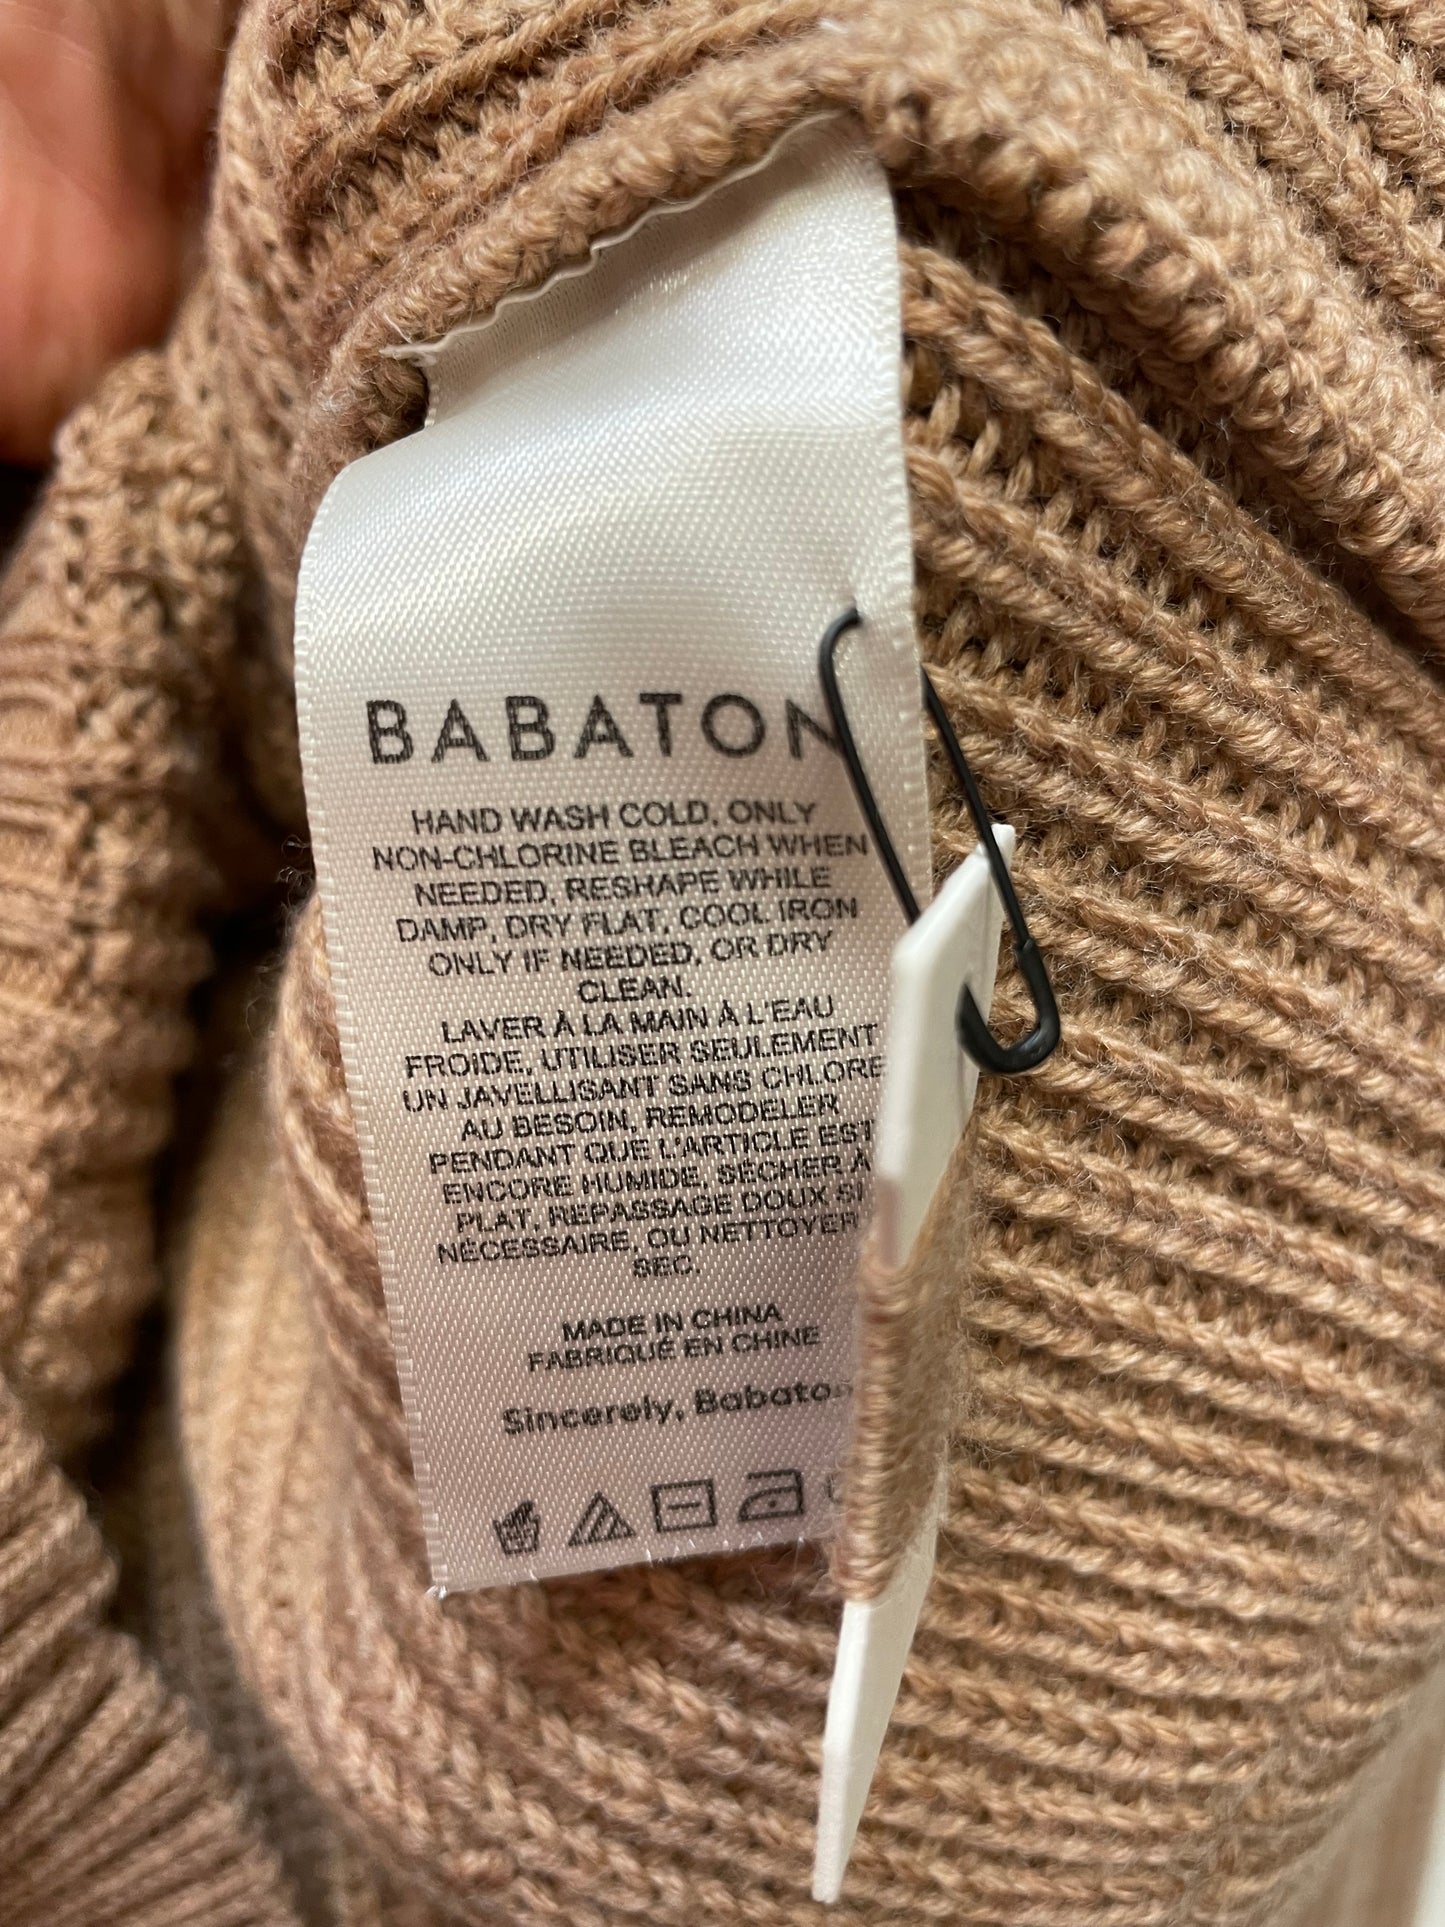 BABATON
HAND WASH COLD, ONLY
NON-CHLORINE BLEACH WHEN
NEEDED, RESHAPE WHILE
DAMP, DRY FLAT, COOL IRON
ONLY IF NEEDED, OR DRY
CLEAN.
LAVER À LA MAIN À L'EAU
FROIDE, UTILISER SEULEMENT
UN JAVELLISANT SANS CHLORE
AU BESOIN, REMODELER
PENDANT QUE L'ARTICLE EST
ENCORE HUMIDE, SÉCHER À
PLAT, REPASSAGE DOUX SI
NÉCESSAIRE, OU NETTOYER
SEC.
MADE IN CHINA
FABRIQUÉ EN CHINE
Sincerely, Babaton